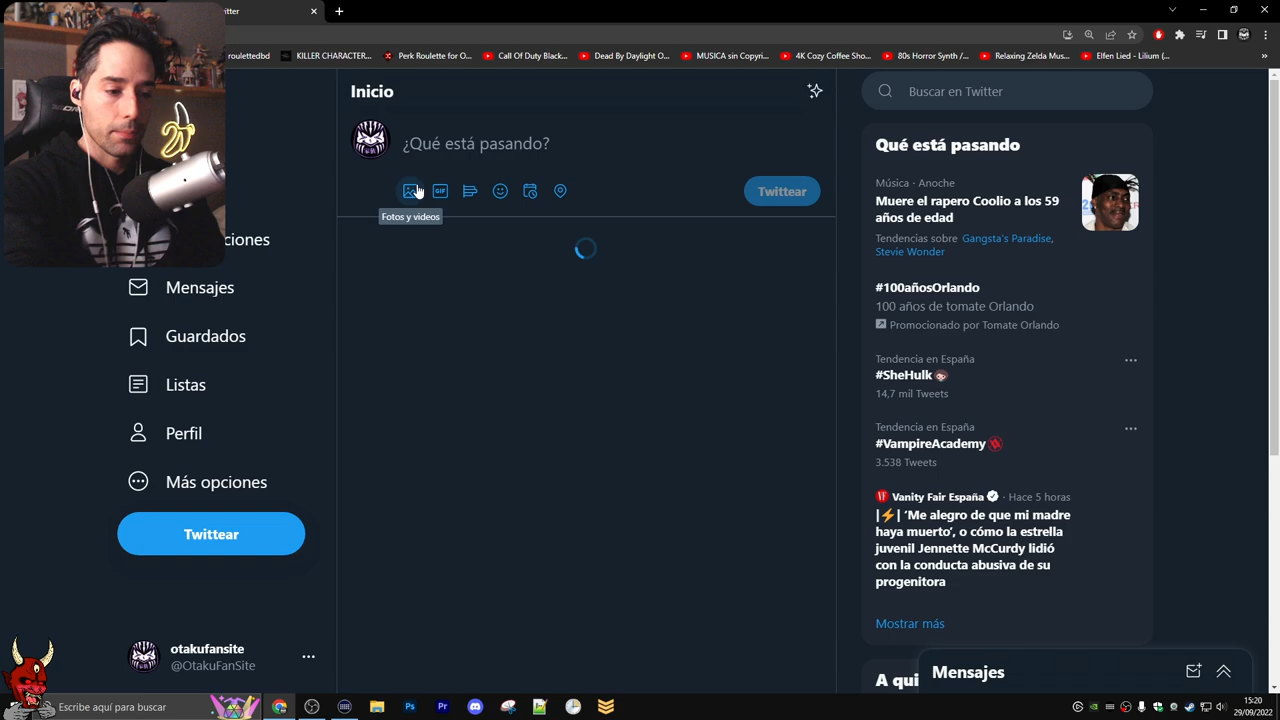 tter
roulettedbd
KILLER CHARACTER...
Perk Roulette for O...
Call Of Duty Black...
Dead By Daylight O...
MUSICA sin Copyri...
4K Cozy Coffee Sho...
80s Horror Synth /...
Relaxing Zelda Mus...
Elfen Lied - Lilium (...
»
Inicio
¿Qué está pasando?
GIF
Twittear
Fotos y videos
ciones
Mensajes
Guardados
Listas
Perfil
Más opciones
Twittear
otakufansite
@OtakuFanSite
Buscar en Twitter
Qué está pasando
Música · Anoche
Muere el rapero Coolio a los 59
años de edad
Tendencias sobre Gangsta's Paradise,
Stevie Wonder
#100añosOrlando
100 años de tomate Orlando
Promocionado por Tomate Orlando
Tendencia en España
#SheHulk
14,7 mil Tweets
Tendencia en España
#VampireAcademy
3.538 Tweets
Vanity Fair España · Hace 5 horas
|⚡| ‘Me alegro de que mi madre
haya muerto’, o cómo la estrella
juvenil Jennette McCurdy lidió
con la conducta abusiva de su
progenitora
Mostrar más
A qui
Mensajes
Escribe aquí para buscar
Ps
Pr
15:20
29/09/2022